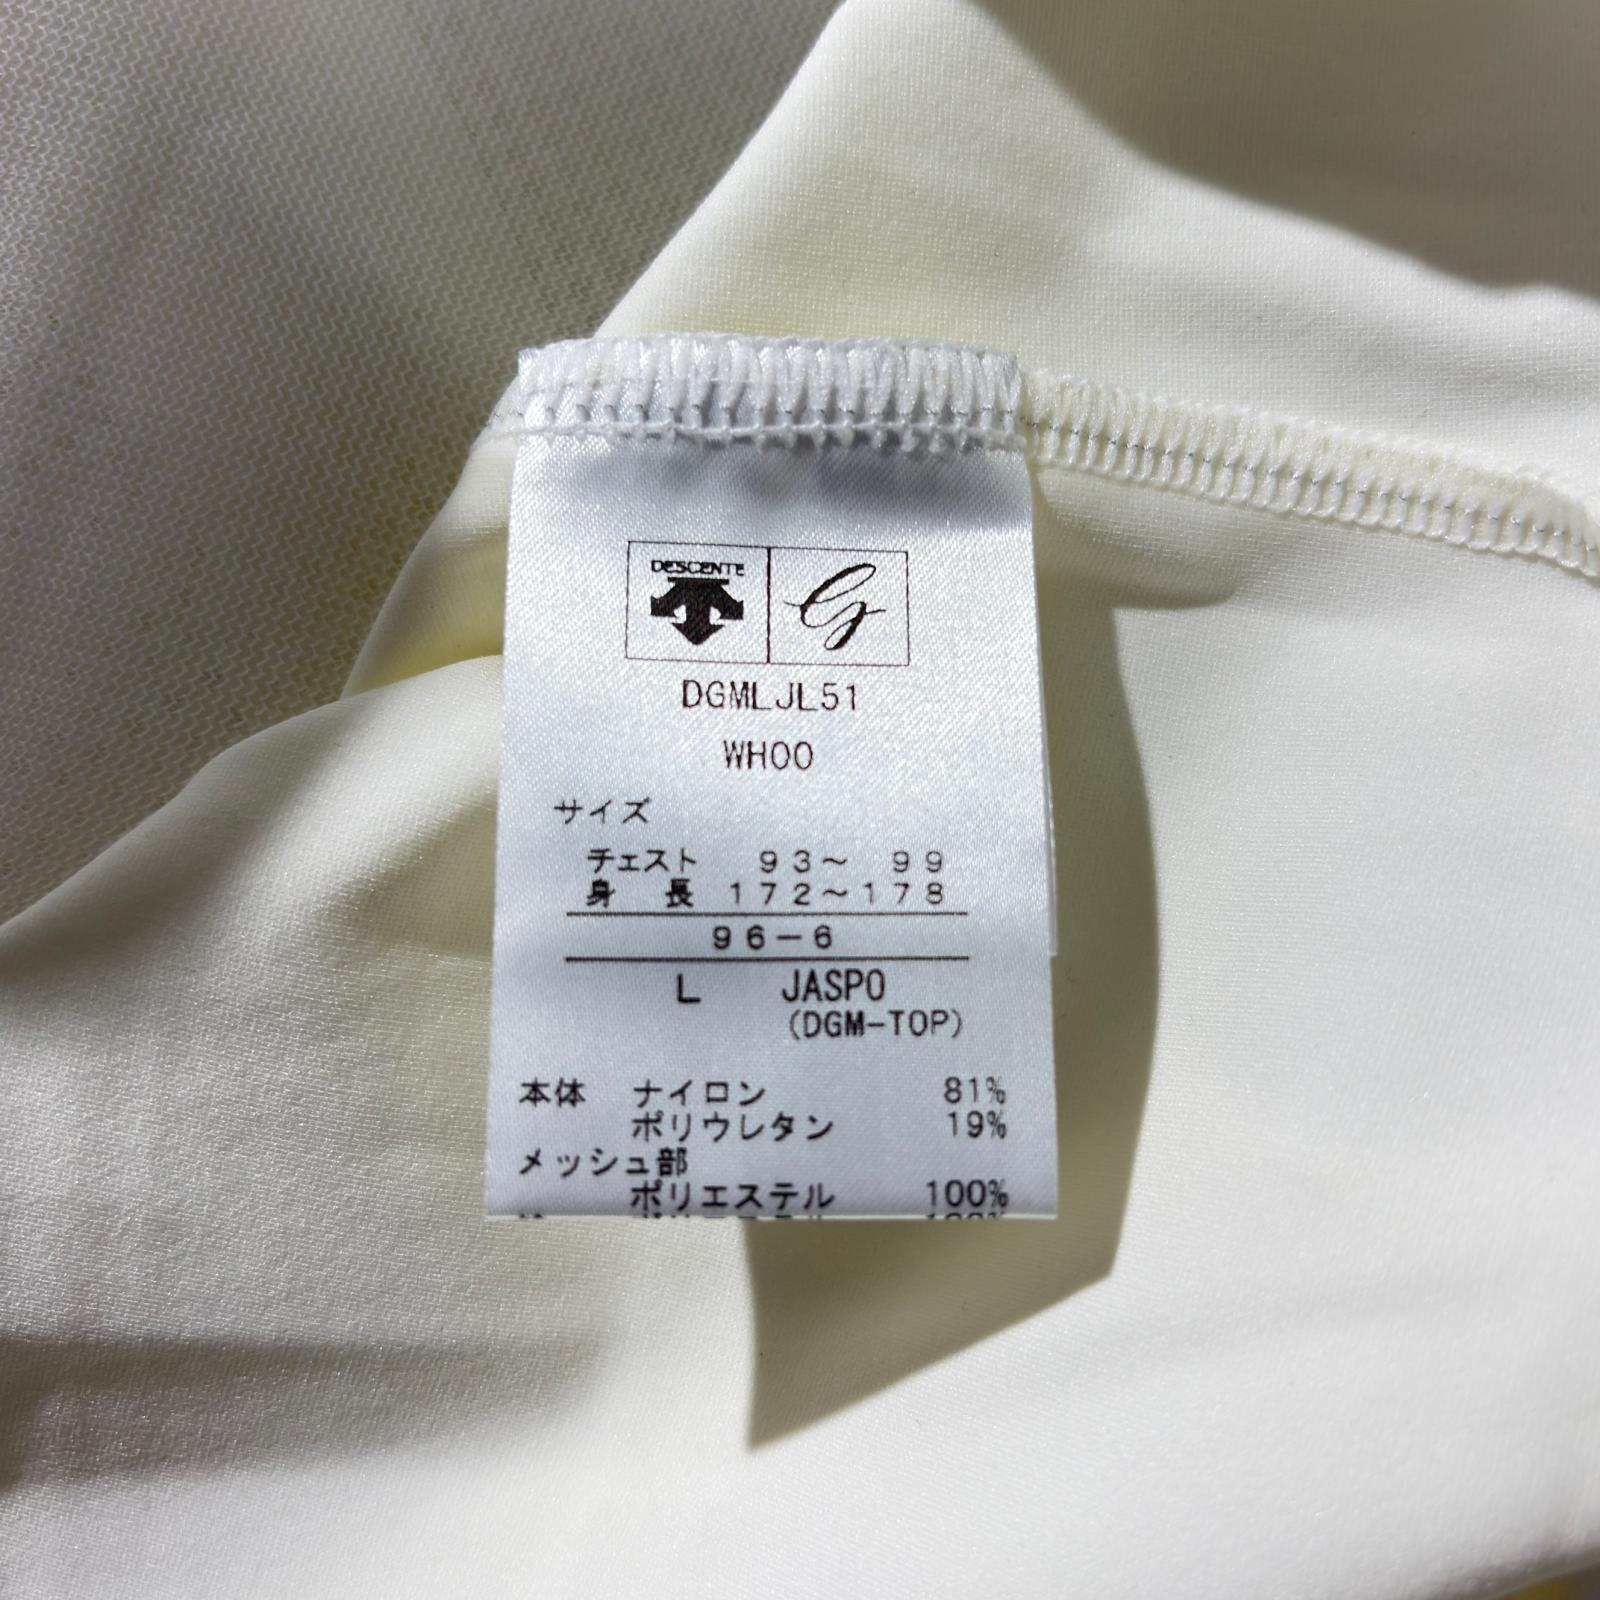 DESCENTE
DGMLJL51
WH00
サイズ
チェスト 93～ 99
身 長 172～178
96-6
L JASPO
(DGM-TOP)
本体 ナイロン 81%
ポリウレタン 19%
メッシュ部
ポリエステル 100%